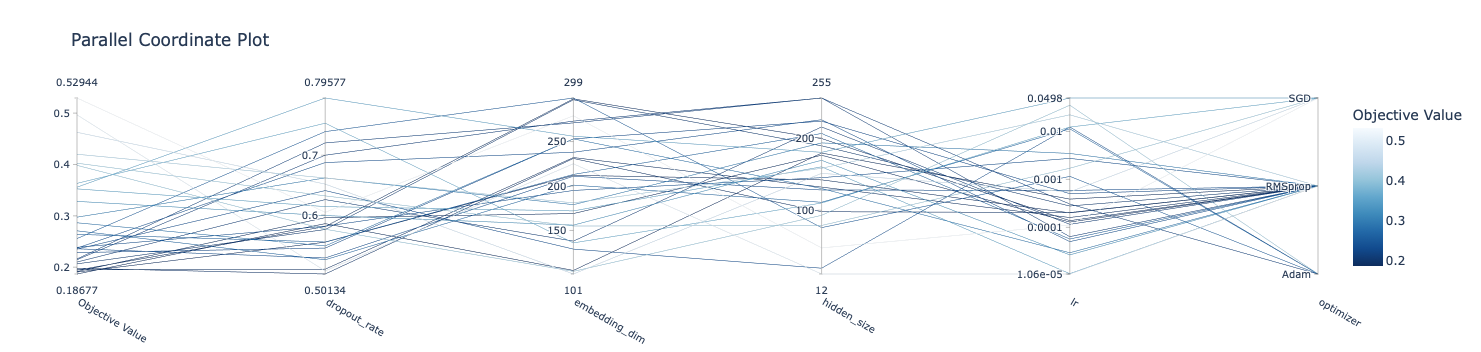 Parallel Coordinate Plot
0.52944
0.79577
299
255
Objective Value
0.5
0.4
0.3
0.2
0.7
0.6
250
200
150
200
100
0.0498
0.01
0.001
0.0001
1.06e-05
SGD
RMSprop
Adam
0.5
0.4
0.3
0.2
0.18677
0.50134
101
12
Objective Value
dropout_rate
embedding_dim
hidden_size
lr
optimizer